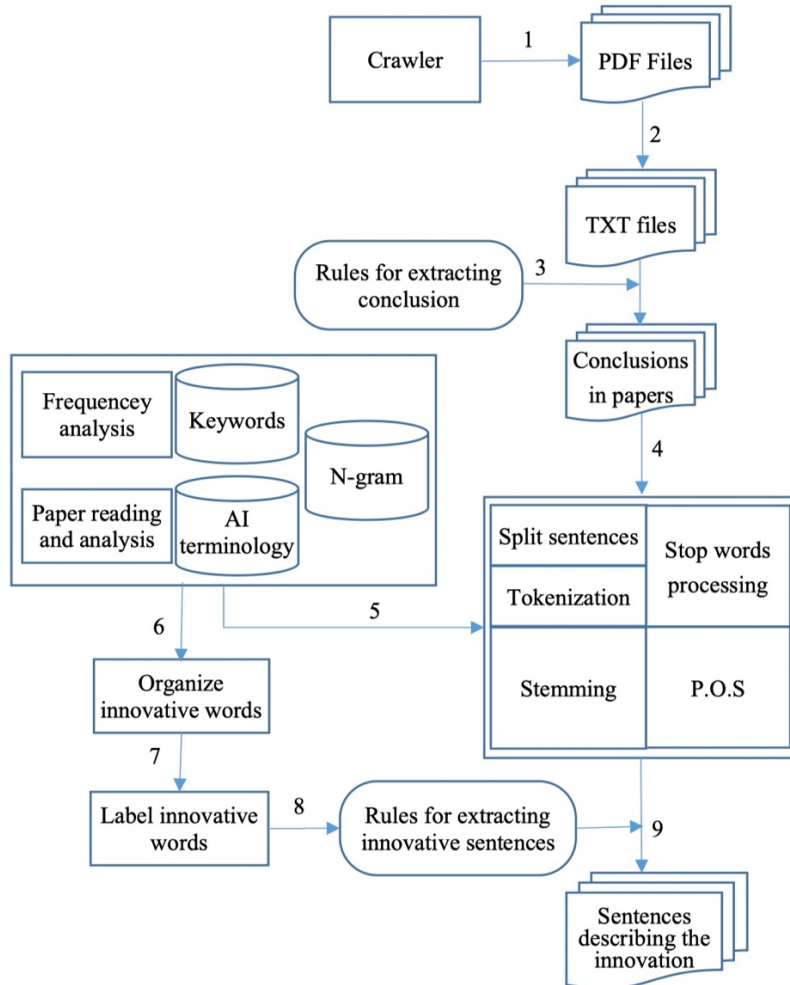 Crawler
1
PDF Files
2
TXT files
Rules for extracting
conclusion
3
Conclusions
in papers
4
Frequencey
analysis
Keywords
N-gram
Paper reading
and analysis
AI
terminology
Split sentences
Stop words
processing
Tokenization
Stemming
P.O.S
5
6
Organize
innovative words
7
Label innovative
words
8
Rules for extracting
innovative sentences
9
Sentences
describing the
innovation